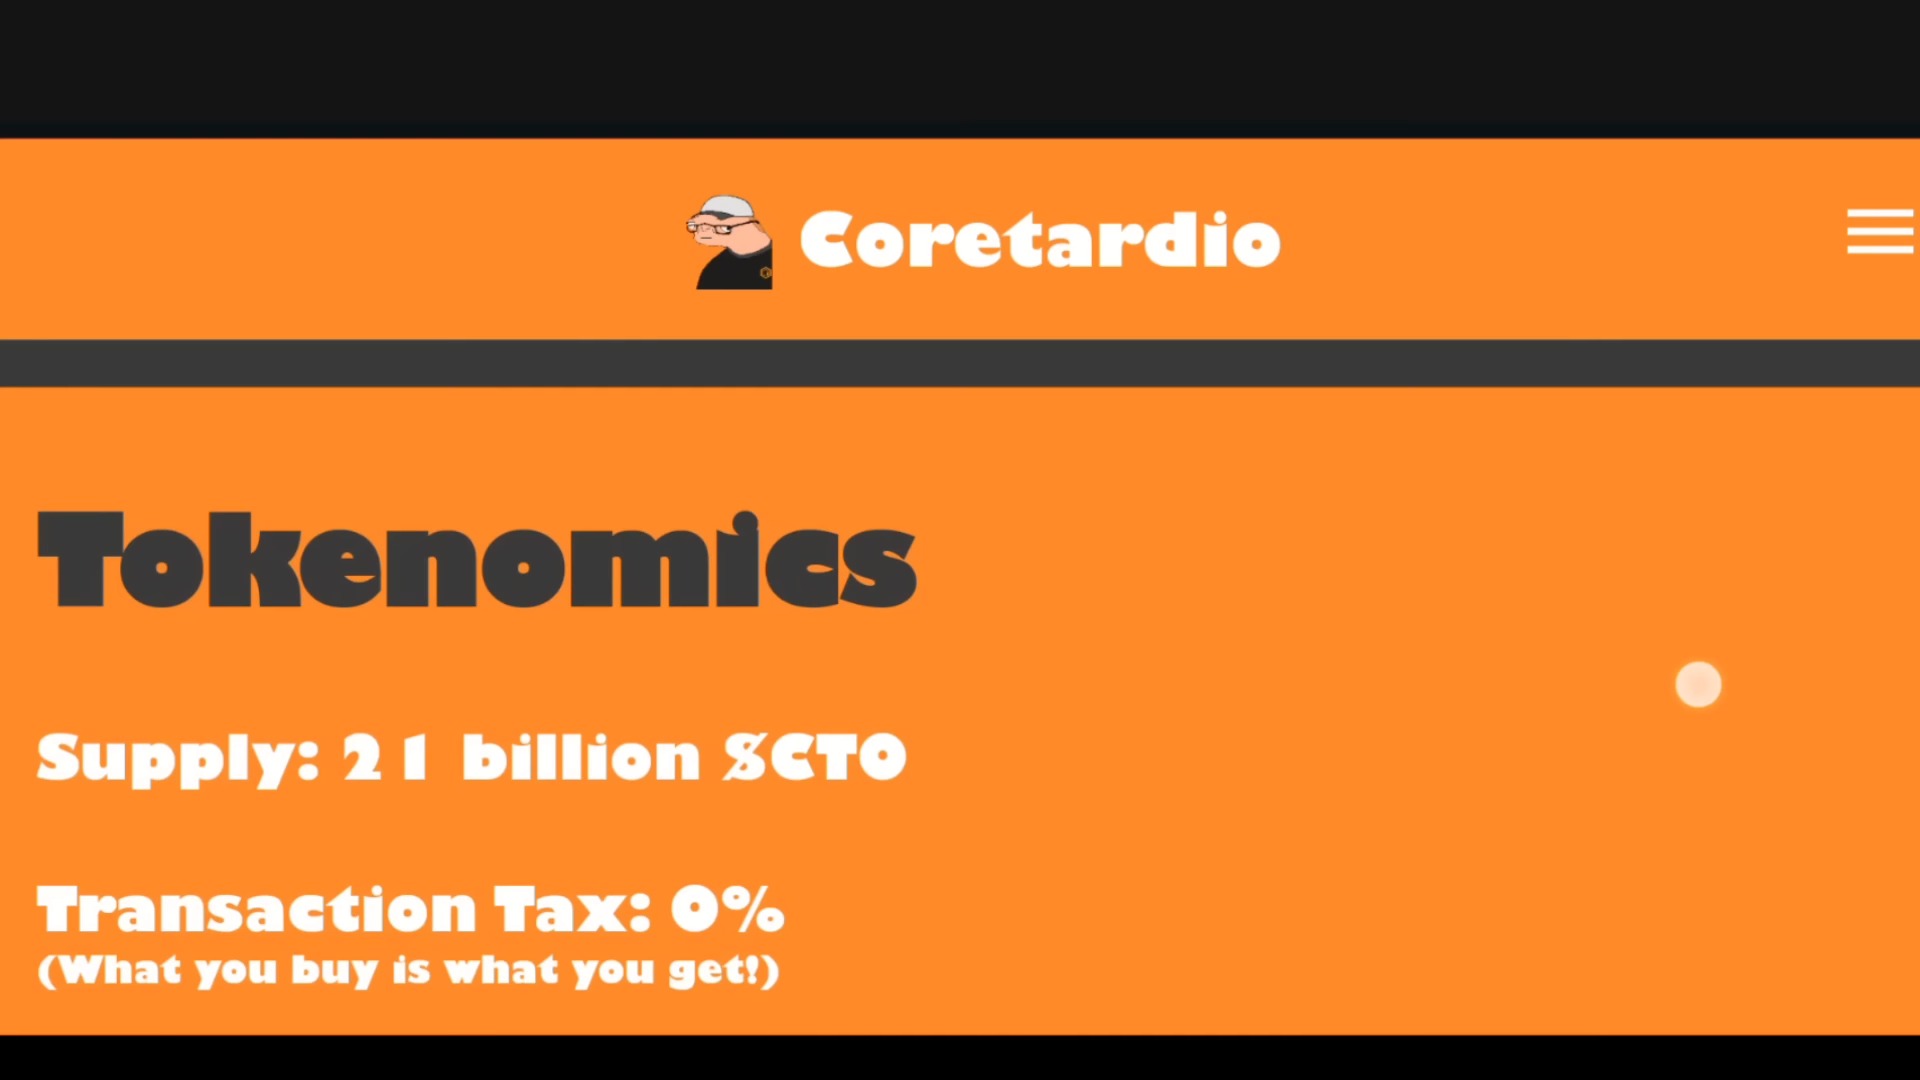 Coretardio
Tokenomics
Supply: 21 billion $CTO
Transaction Tax: 0%
(What you buy is what you get!)